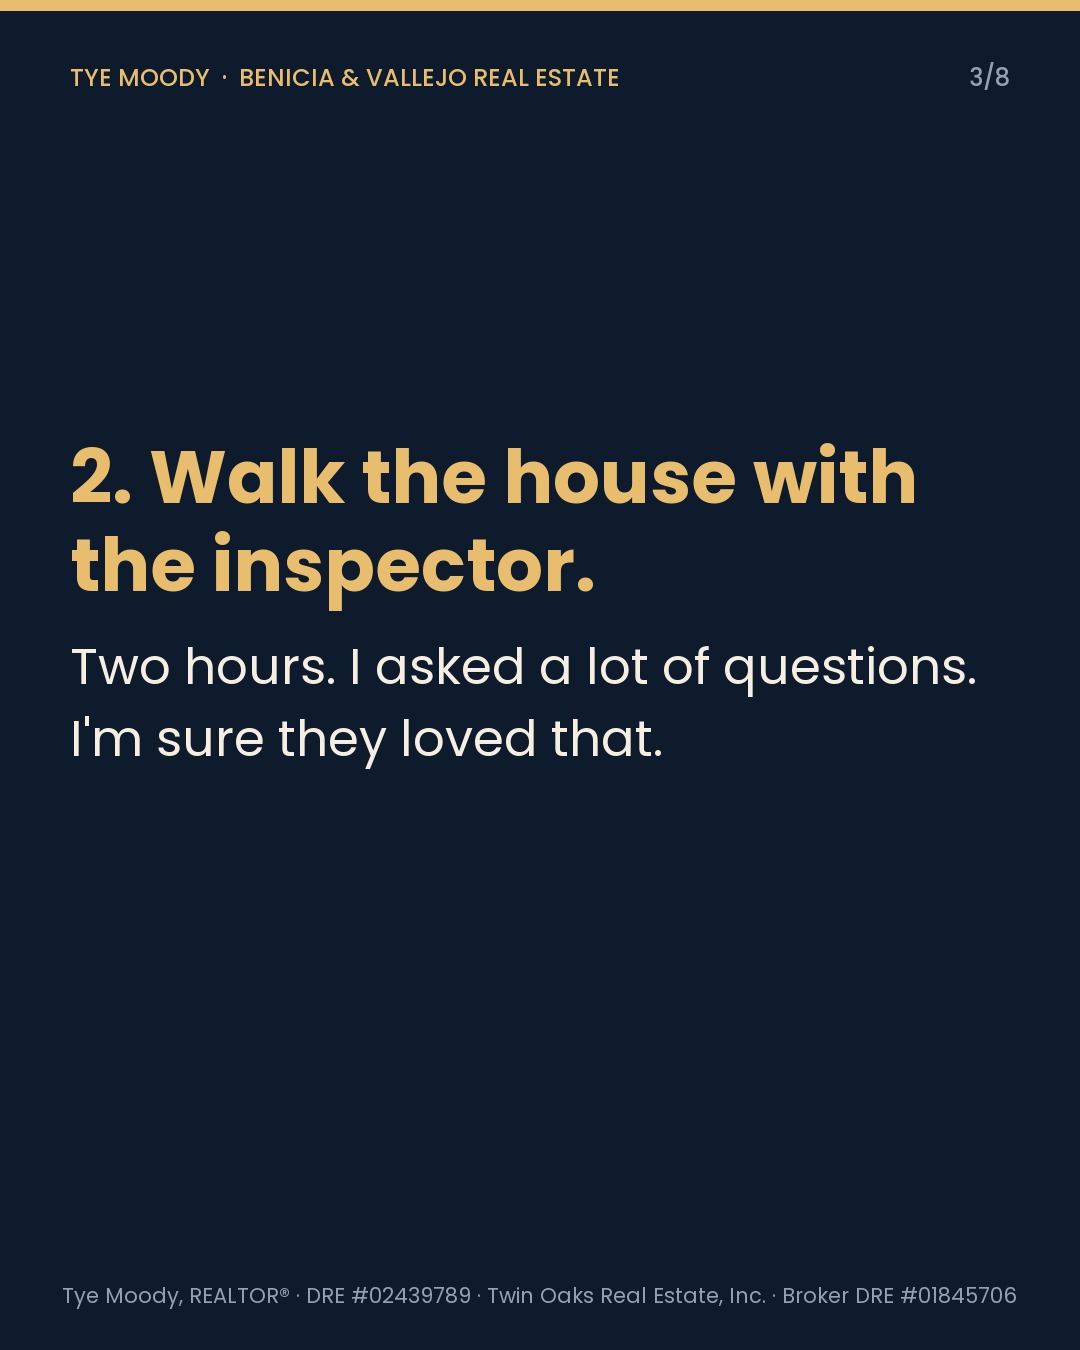 TYE MOODY · BENICIA & VALLEJO REAL ESTATE 3/8
2. Walk the house with
the inspector.
Two hours. I asked a lot of questions.
I'm sure they loved that.
Tye Moody, REALTOR® · DRE #02439789 · Twin Oaks Real Estate, Inc. · Broker DRE #01845706